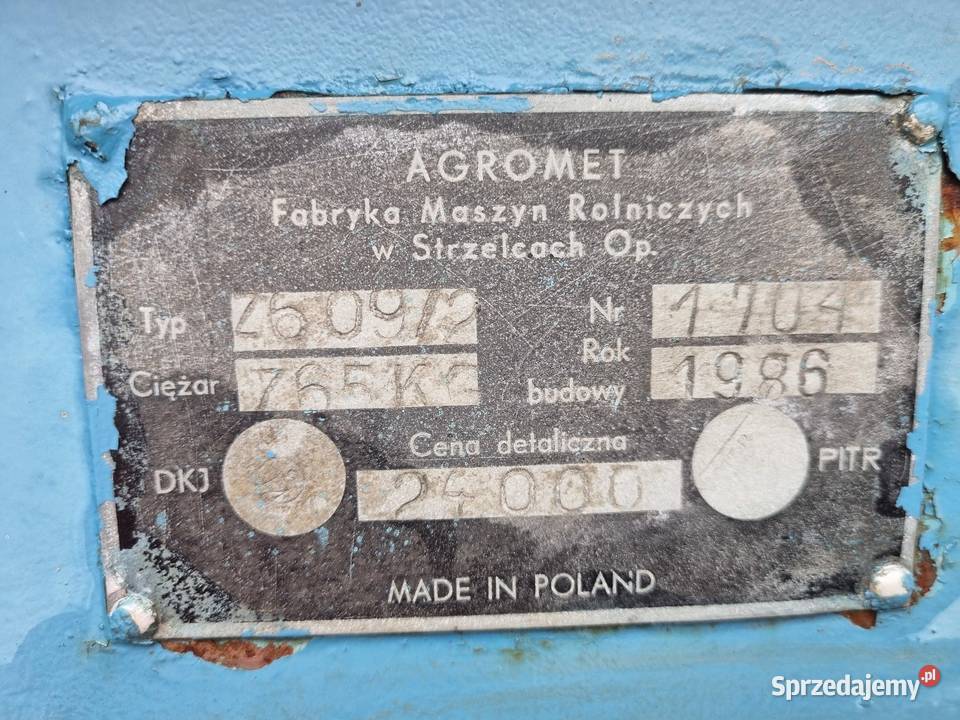 AGROMET
Fabryka Maszyn Rolniczych
w Strzelcach Op.
Typ Z609/2 Nr 1704
Ciężar 765KG Rok budowy 1986
Cena detaliczna
DKJ 24000 PITR
MADE IN POLAND
Sprzedajemy.pl